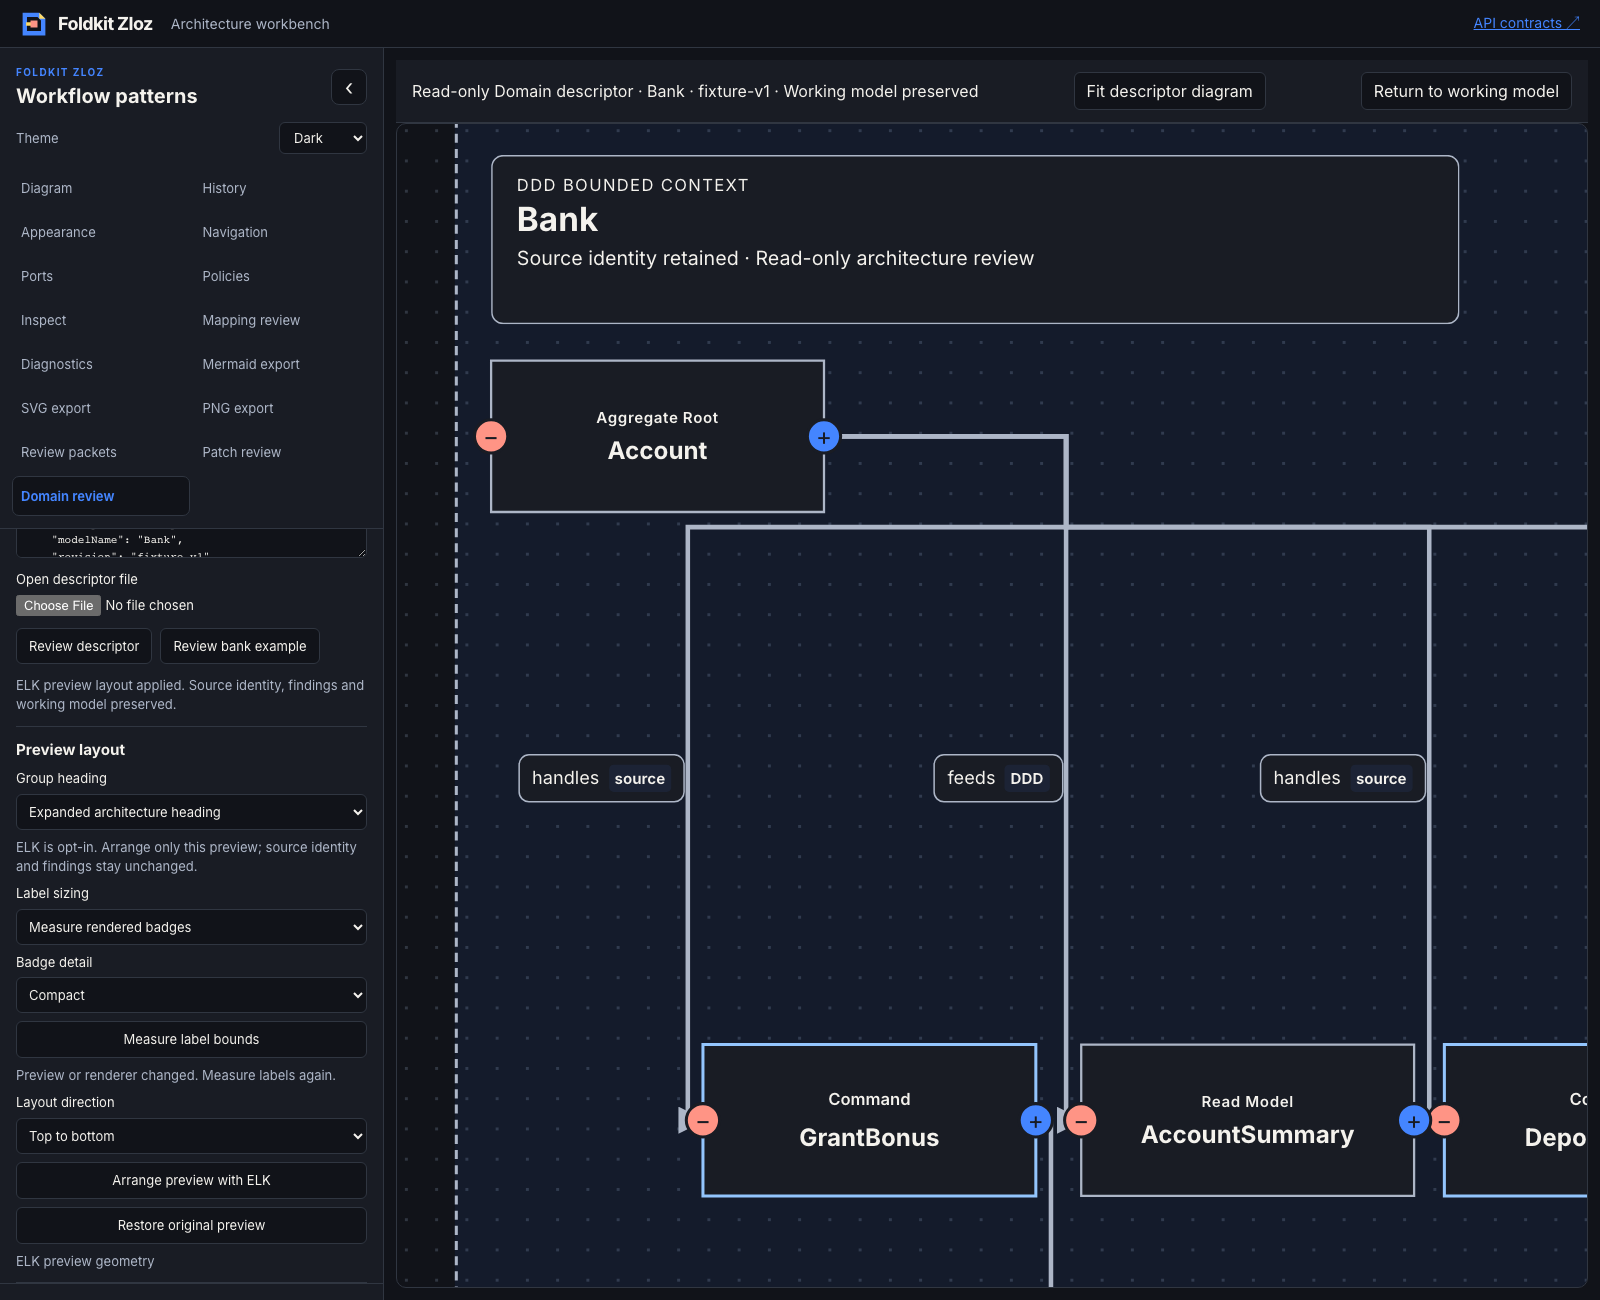 Foldkit Zloz
Architecture workbench
API contracts ↗
FOLDKIT ZLOZ
Workflow patterns
Theme
Dark
Diagram
History
Appearance
Navigation
Ports
Policies
Inspect
Mapping review
Diagnostics
Mermaid export
SVG export
PNG export
Review packets
Patch review
Domain review
"modelName": "Bank",
"revision": "fixture-v1"
Open descriptor file
Choose File No file chosen
Review descriptor
Review bank example
ELK preview layout applied. Source identity, findings and
working model preserved.
Preview layout
Group heading
Expanded architecture heading
ELK is opt-in. Arrange only this preview; source identity
and findings stay unchanged.
Label sizing
Measure rendered badges
Badge detail
Compact
Measure label bounds
Preview or renderer changed. Measure labels again.
Layout direction
Top to bottom
Arrange preview with ELK
Restore original preview
ELK preview geometry
Read-only Domain descriptor · Bank · fixture-v1 · Working model preserved
Fit descriptor diagram
Return to working model
DDD BOUNDED CONTEXT
Bank
Source identity retained · Read-only architecture review
Aggregate Root
Account
− +
handles source
feeds DDD
handles source
Command
GrantBonus
− +
Read Model
AccountSummary
− +
Co
Depo
−